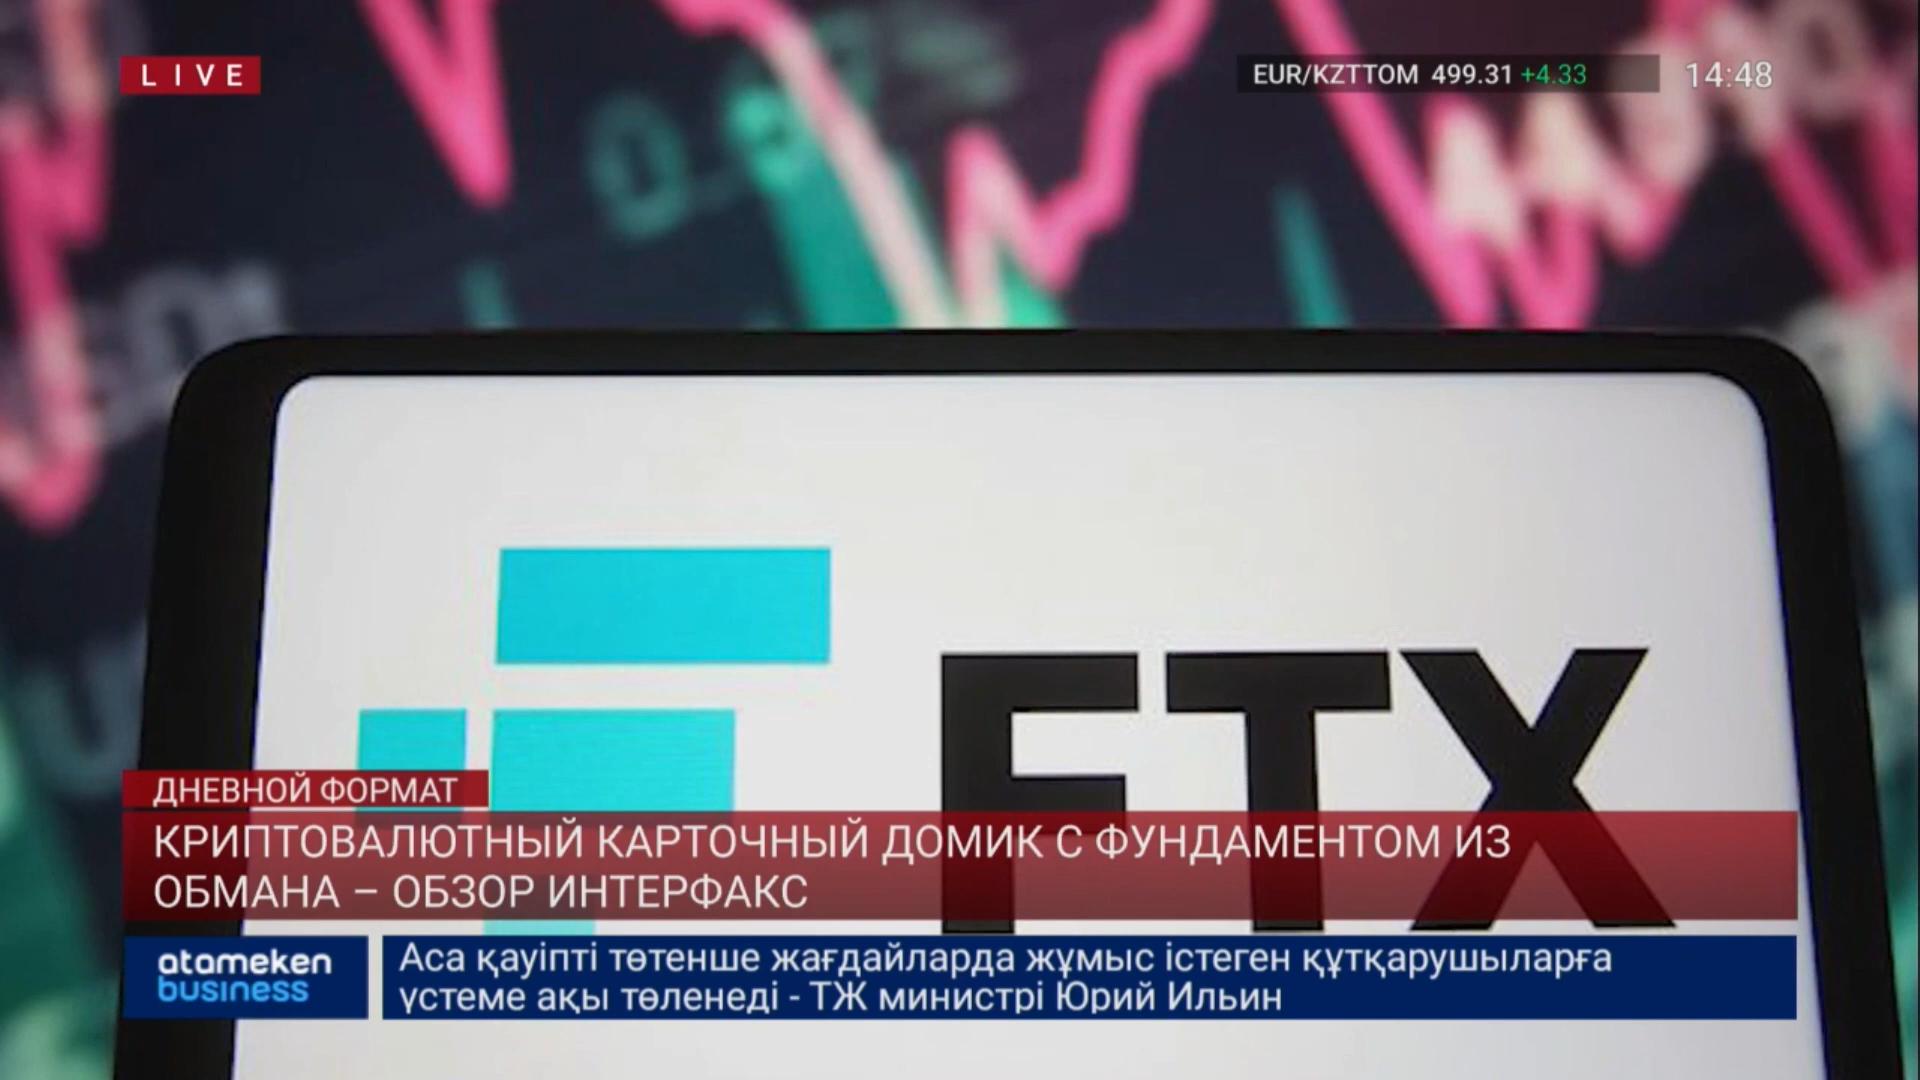 LIVE
EUR/KZTTOM 499.31 +4.33
14:48
FTX
ДНЕВНОЙ ФОРМАТ
КРИПТОВАЛЮТНЫЙ КАРТОЧНЫЙ ДОМИК С ФУНДАМЕНТОМ ИЗ
ОБМАНА – ОБЗОР ИНТЕРФАКС
atameken
business
Аса қауіпті төтенше жағдайларда жұмыс істеген құтқарушыларға
үстеме ақы төленеді - ТЖ министрі Юрий Ильин